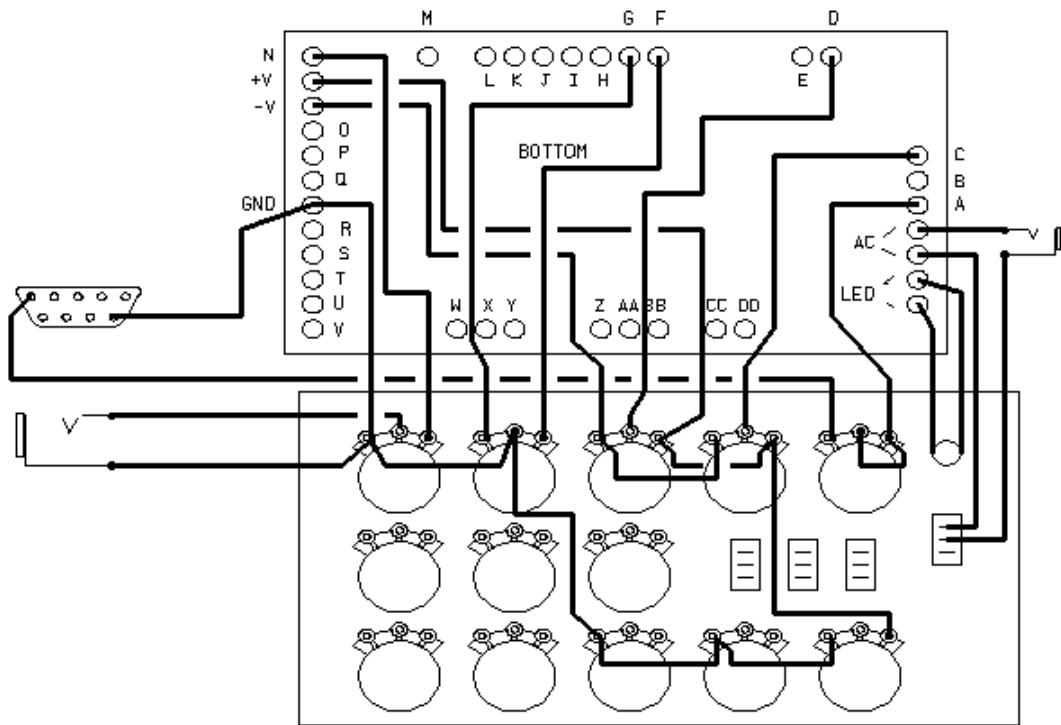 M G F D
N
+V L K J I H E
-V
O
P BOTTOM C
Q B
GND A
R
S AC
T
U LED
W X Y Z AA BB CC DD
V